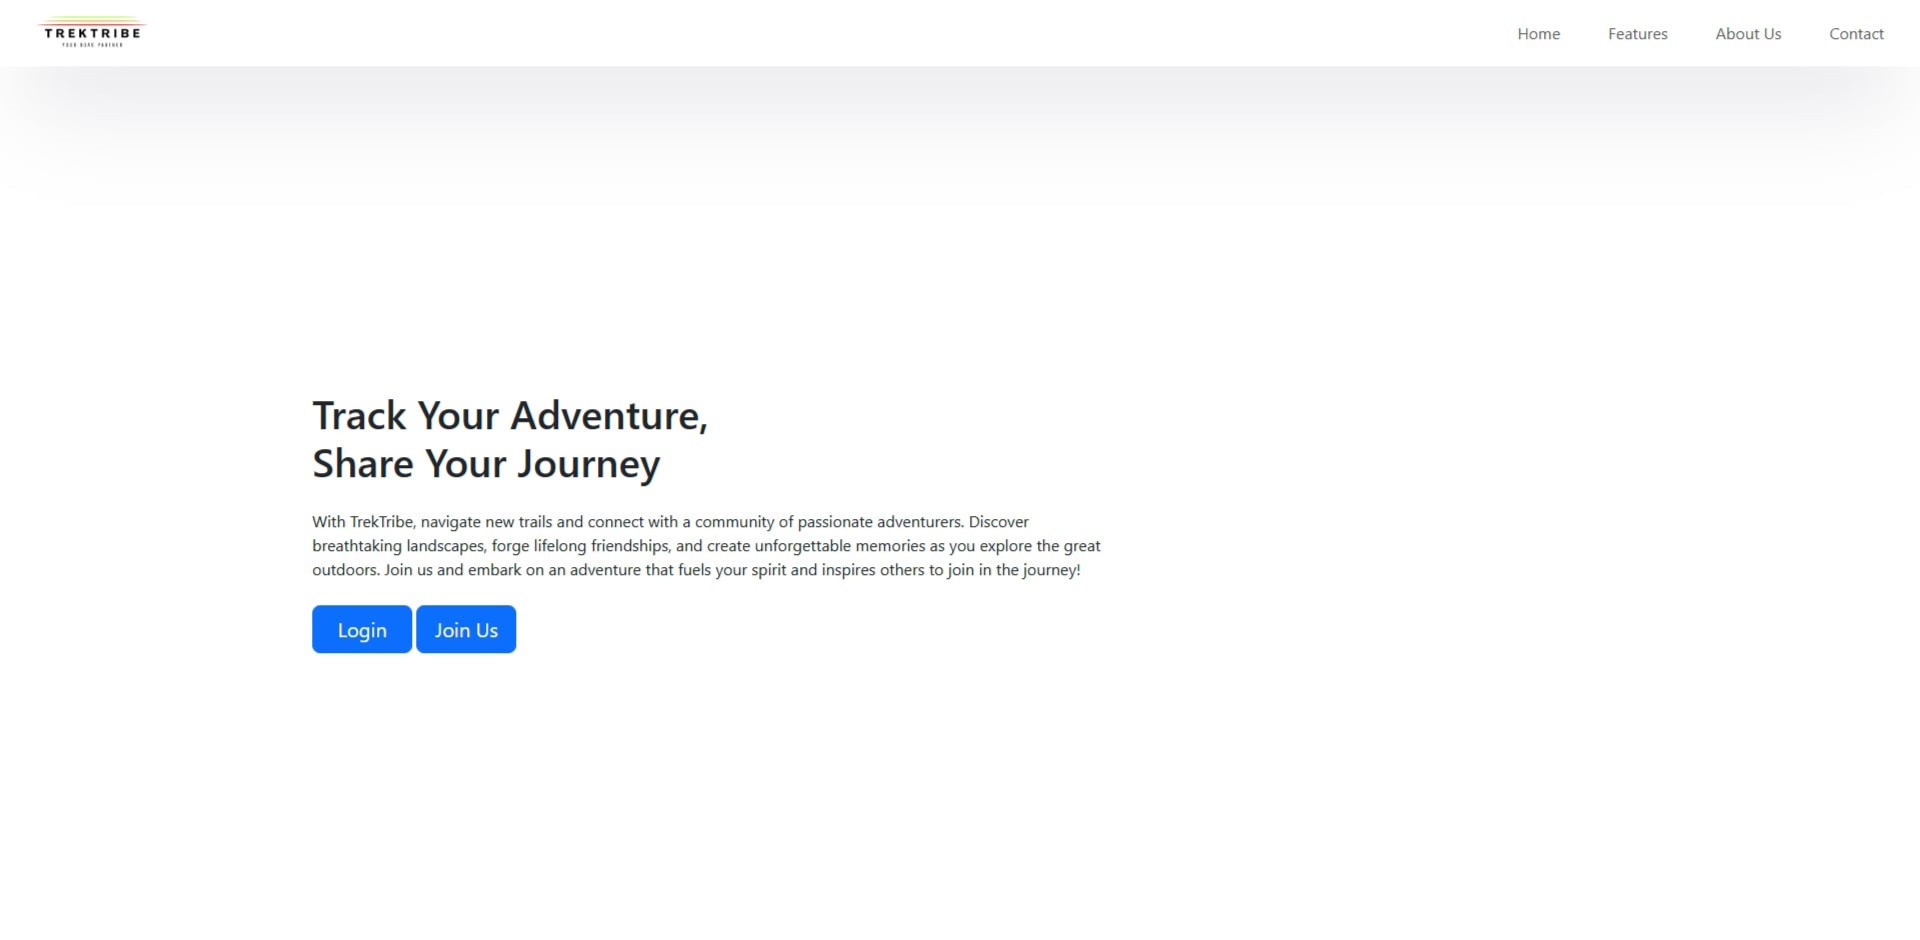 TREKTRIBE
YOUR ROAD PARTNER
Home
Features
About Us
Contact
Track Your Adventure,
Share Your Journey
With TrekTribe, navigate new trails and connect with a community of passionate adventurers. Discover
breathtaking landscapes, forge lifelong friendships, and create unforgettable memories as you explore the great
outdoors. Join us and embark on an adventure that fuels your spirit and inspires others to join in the journey!
Login
Join Us